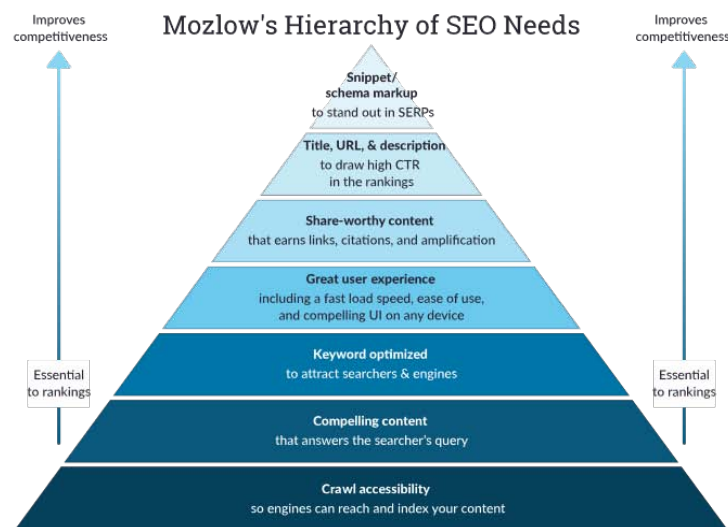 Mozlow's Hierarchy of SEO Needs
Improves
competitiveness
Improves
competitiveness
Snippet/
schema markup
to stand out in SERPs
Title, URL, & description
to draw high CTR
in the rankings
Share-worthy content
that earns links, citations, and amplification
Great user experience
including a fast load speed, ease of use,
and compelling UI on any device
Keyword optimized
to attract searchers & engines
Essential
to rankings
Essential
to rankings
Compelling content
that answers the searcher's query
Crawl accessibility
so engines can reach and index your content